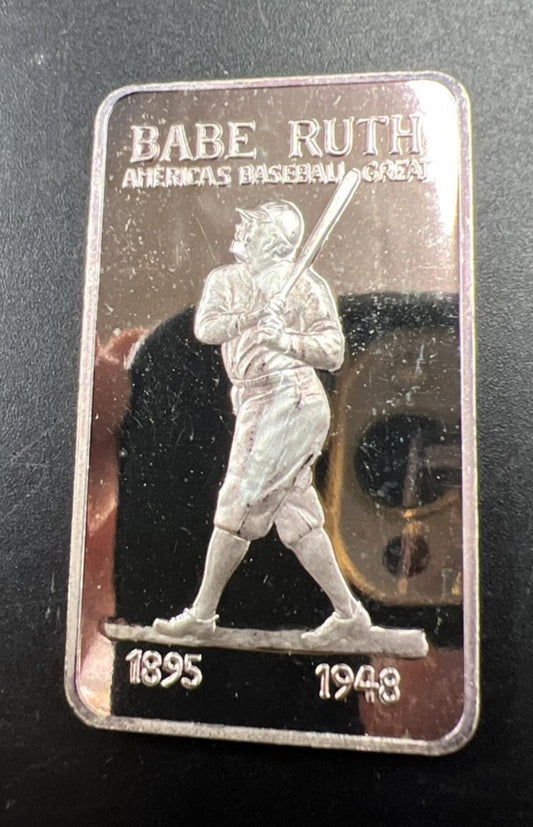 BABE RUTH
AMERICAS BASEBALL GREAT
1895 1948